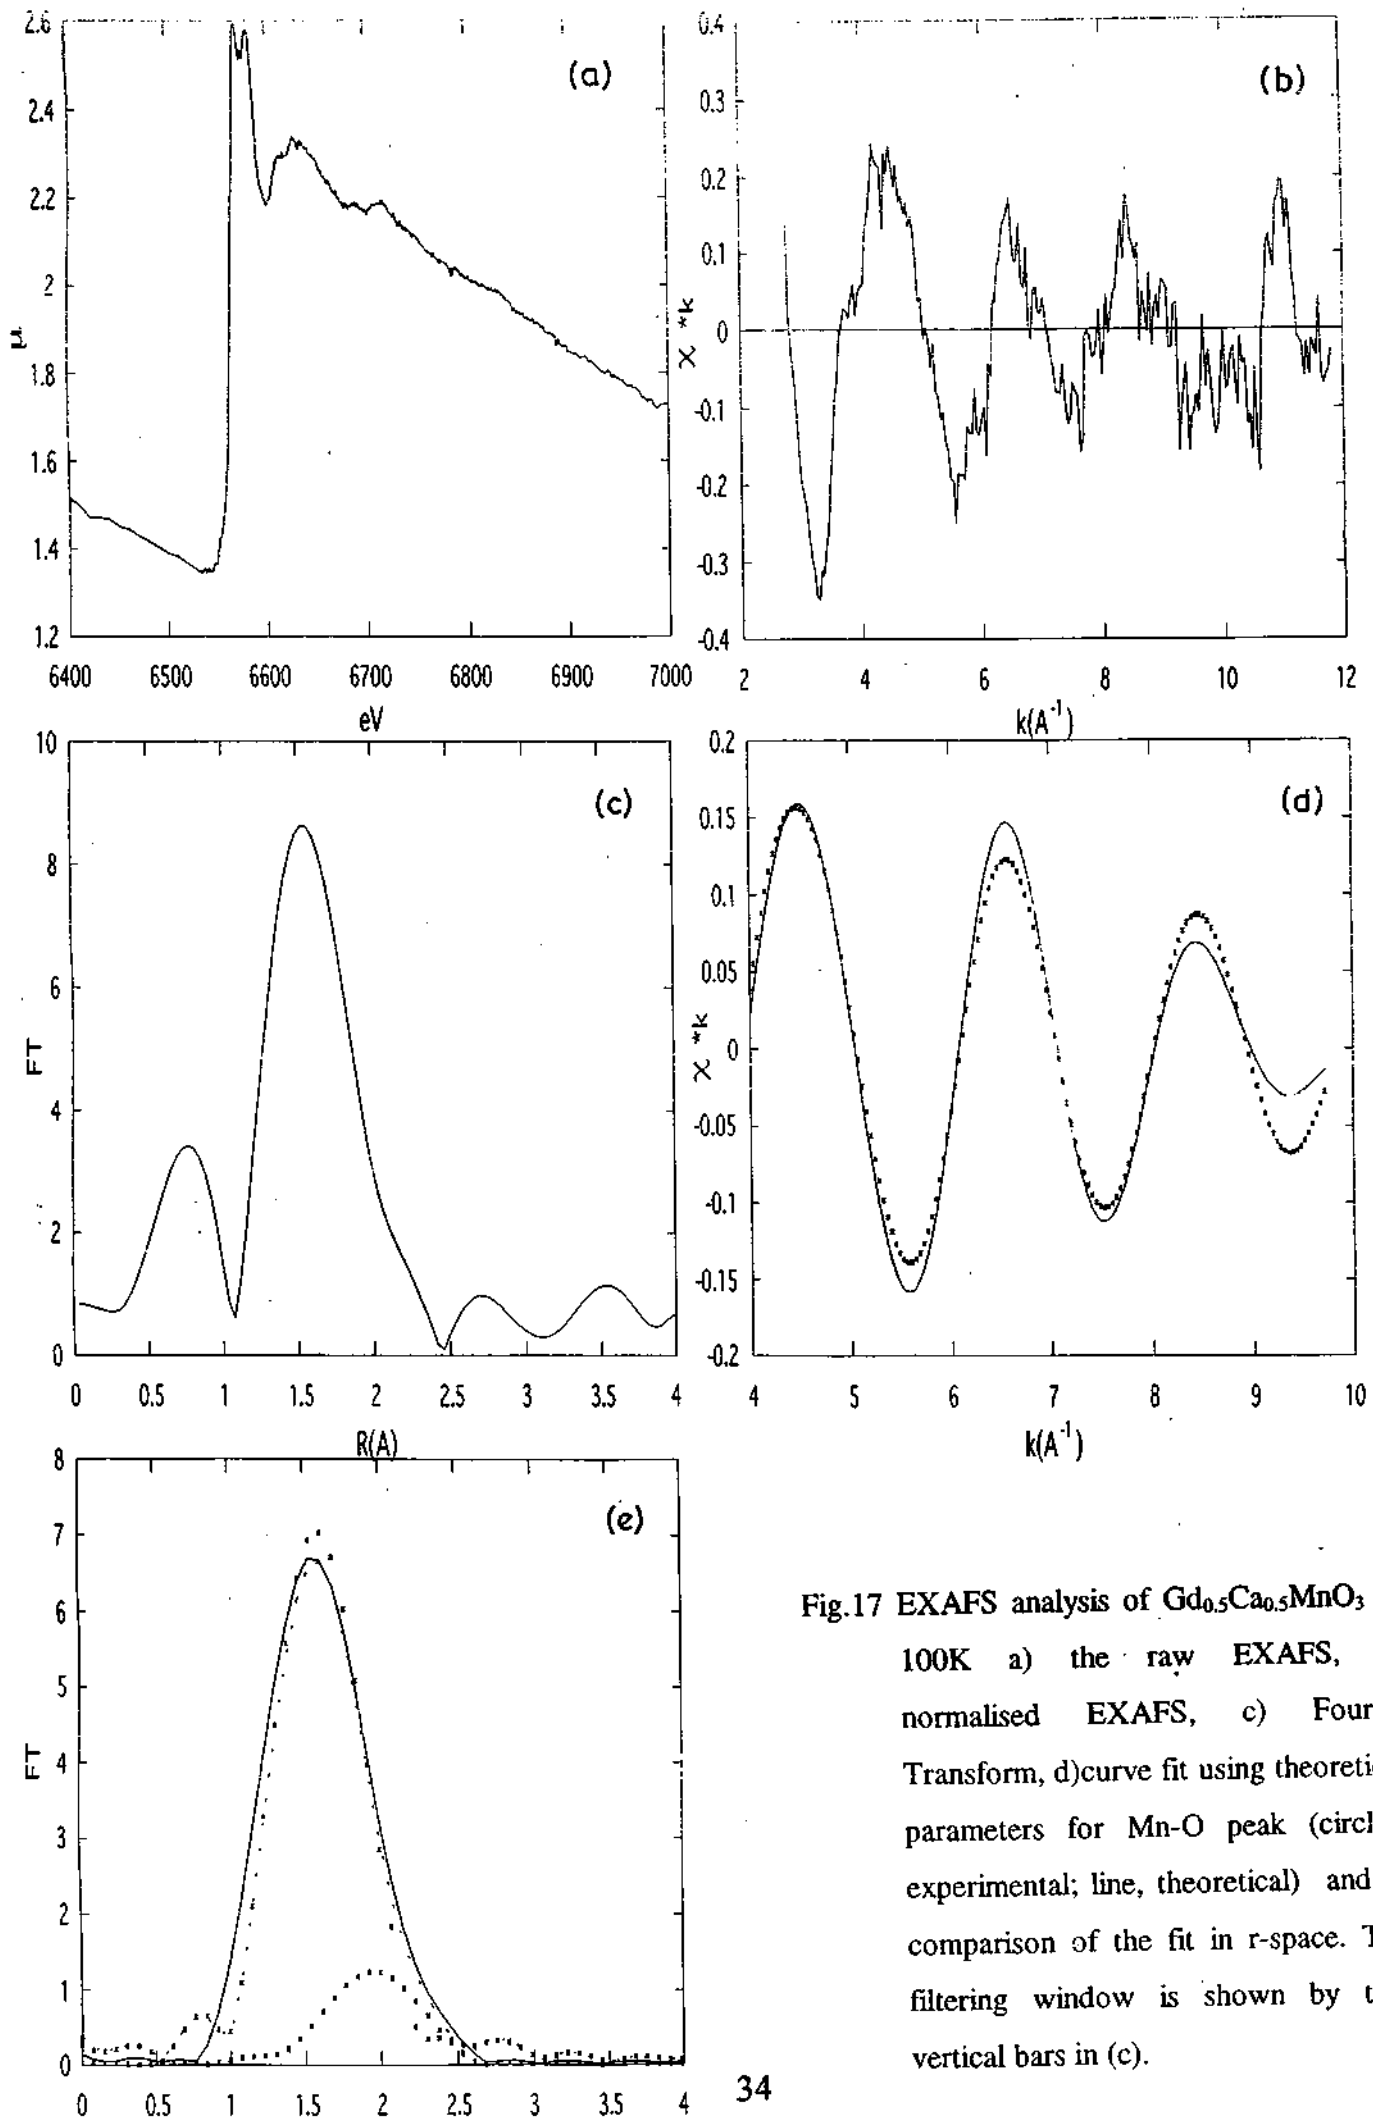 2.6
2.4
2.2
2
1.8
1.6
1.4
1.2
μ
(a)
6400 6500 6600 6700 6800 6900 7000
eV
0.4
0.3
0.2
0.1
0
-0.1
-0.2
-0.3
-0.4
χ *k
(b)
2 4 6 8 10 12
k(A⁻¹)
10
8
6
4
2
0
FT
(c)
0 0.5 1 1.5 2 2.5 3 3.5 4
R(A)
0.2
0.15
0.1
0.05
0
-0.05
-0.1
-0.15
-0.2
χ *k
(d)
4 5 6 7 8 9 10
k(A⁻¹)
8
7
6
5
4
3
2
1
0
FT
(e)
0 0.5 1 1.5 2 2.5 3 3.5 4
Fig.17 EXAFS analysis of Gd₀.₅Ca₀.₅MnO₃
100K a) the raw EXAFS,
normalised EXAFS, c) Four
Transform, d)curve fit using theoreti
parameters for Mn-O peak (circl
experimental; line, theoretical) and
comparison of the fit in r-space. T
filtering window is shown by t
vertical bars in (c).
34